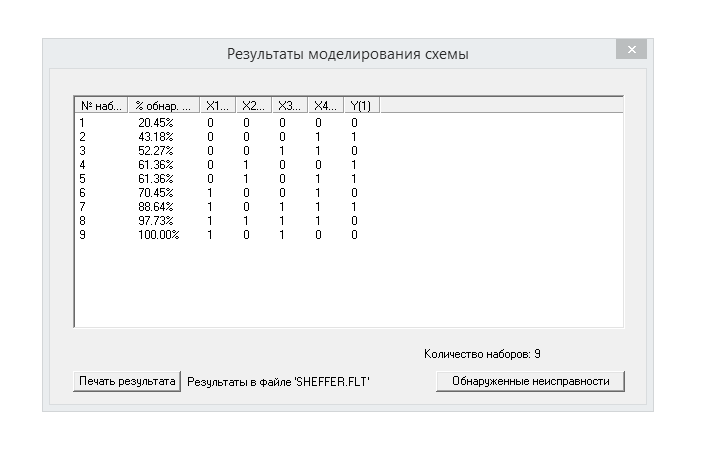 Результаты моделирования схемы
№ наб... % обнар. ... X1... X2... X3... X4... Y(1)
1 20.45% 0 0 0 0 0
2 43.18% 0 0 0 1 1
3 52.27% 0 0 1 1 0
4 61.36% 0 1 0 0 1
5 61.36% 0 1 0 1 1
6 70.45% 1 0 0 1 0
7 88.64% 1 0 1 1 1
8 97.73% 1 1 1 1 0
9 100.00% 1 0 1 0 0
Количество наборов: 9
Печать результата Результаты в файле 'SHEFFER.FLT' Обнаруженные неисправности